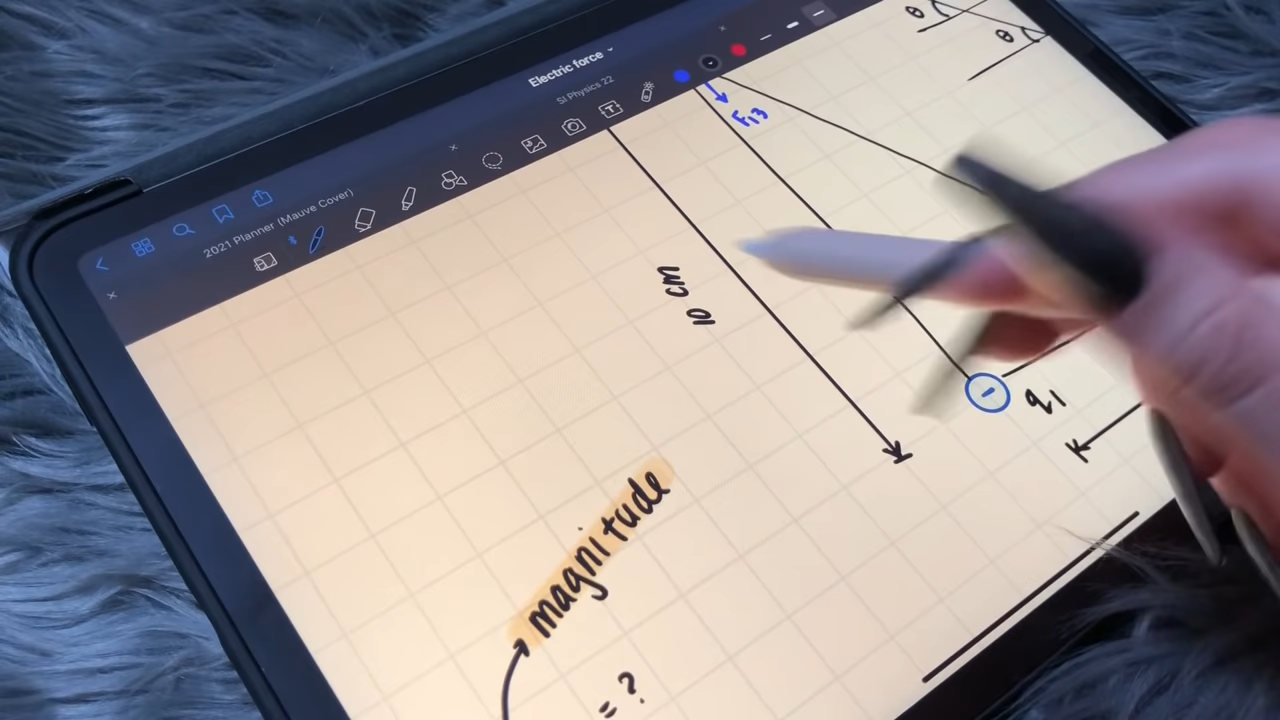 Electric force
SI Physics 22
2021 Planner (Mauve Cover)
θ
θ
F13
10 cm
q1
magnitude
= ?